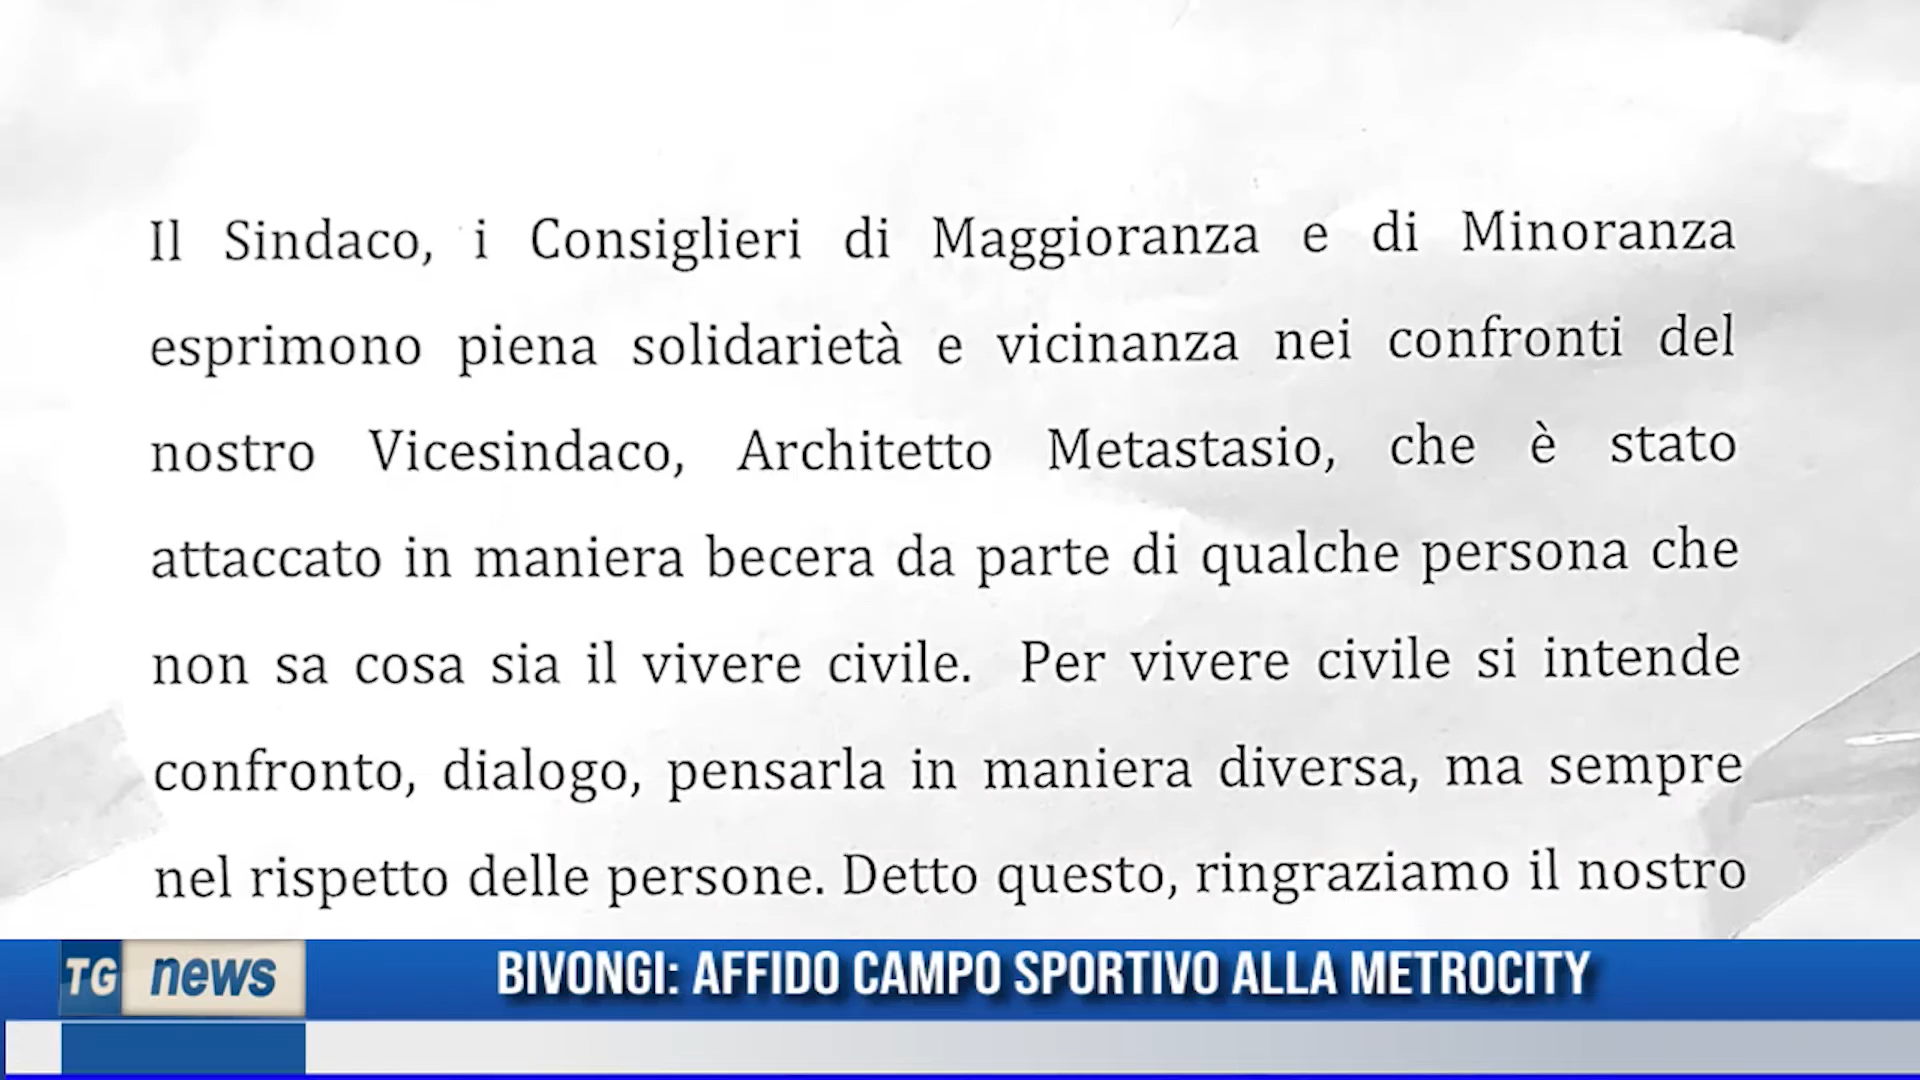 Il Sindaco, i Consiglieri di Maggioranza e di Minoranza
esprimono piena solidarietà e vicinanza nei confronti del
nostro Vicesindaco, Architetto Metastasio, che è stato
attaccato in maniera becera da parte di qualche persona che
non sa cosa sia il vivere civile. Per vivere civile si intende
confronto, dialogo, pensarla in maniera diversa, ma sempre
nel rispetto delle persone. Detto questo, ringraziamo il nostro
TG news
BIVONGI: AFFIDO CAMPO SPORTIVO ALLA METROCITY